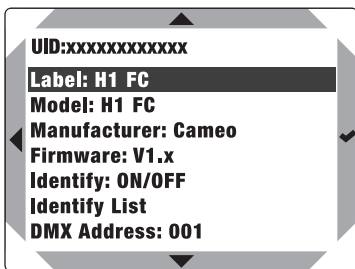 UID:xxxxxxxxxxxx
Label: H1 FC
Model: H1 FC
Manufacturer: Cameo
Firmware: V1.x
Identify: ON/OFF
Identify List
DMX Address: 001